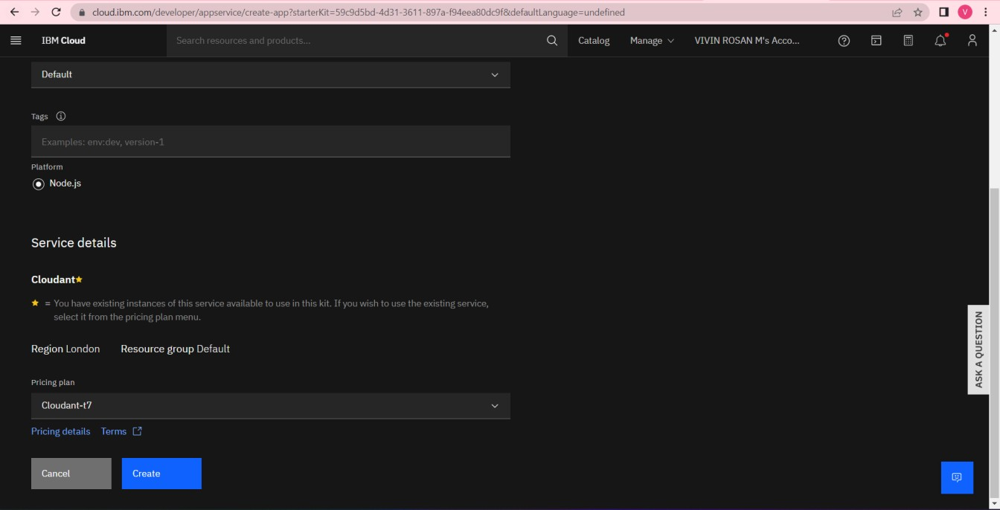 cloud.ibm.com/developer/appservice/create-app?starterKit=59c9d5bd-4d31-3611-897a-f94eea80dc9f&defaultLanguage=undefined
V
IBM Cloud
Search resources and products...
Catalog
Manage
VIVIN ROSAN M's Acco...
Default
Tags
Examples: env:dev, version-1
Platform
Node.js
Service details
Cloudant
= You have existing instances of this service available to use in this kit. If you wish to use the existing service,
select it from the pricing plan menu.
Region London Resource group Default
Pricing plan
Cloudant-t7
Pricing details Terms
Cancel Create
ASK A QUESTION